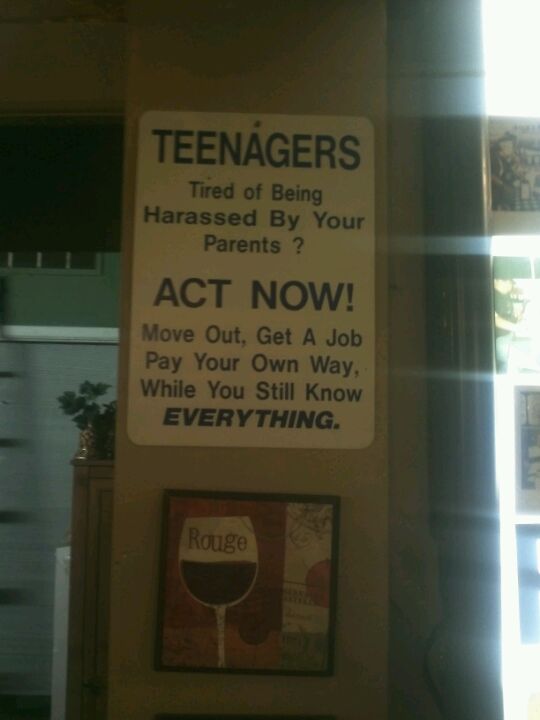 TEENAGERS
Tired of Being
Harassed By Your
Parents ?
ACT NOW!
Move Out, Get A Job
Pay Your Own Way,
While You Still Know
EVERYTHING.
Rouge